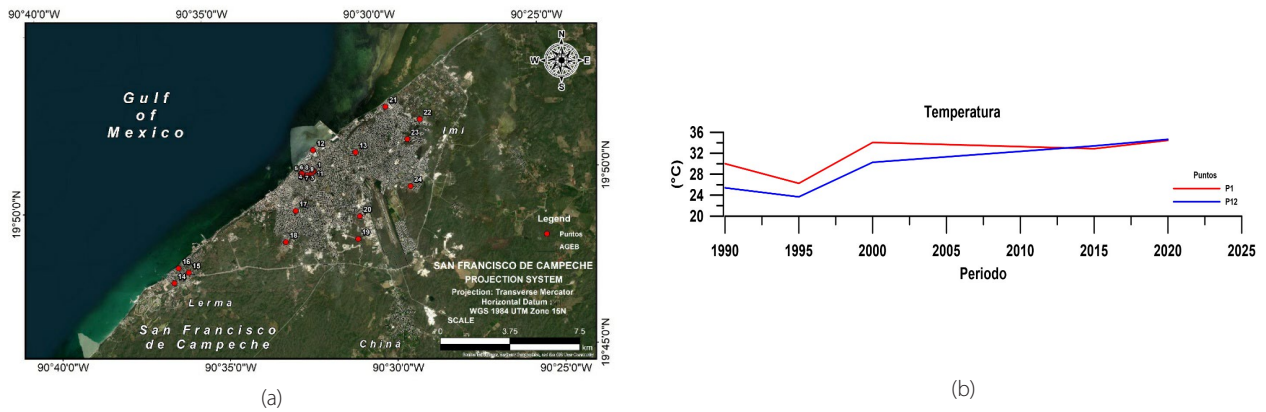 90°40'0"W
90°35'0"W
90°30'0"W
90°25'0"W
N
W
E
S
Gulf
of
Mexico
21
22
Imi
23
12
13
24
17
20
18
19
16
15
14
Lerma
San Francisco
de Campeche
China
19°50'0"N
19°50'0"N
19°45'0"N
Legend
Puntos
AGEB
SAN FRANCISCO DE CAMPECHE
PROJECTION SYSTEM
Projection: Transverse Mercator
Horizontal Datum :
WGS 1984 UTM Zone 15N
SCALE
0 3.75 7.5
km
90°40'0"W
90°35'0"W
90°30'0"W
90°25'0"W
(a)
Temperatura
36
32
28
24
20
(°C)
1990 1995 2000 2005 2010 2015 2020 2025
Periodo
Puntos
P1
P12
(b)